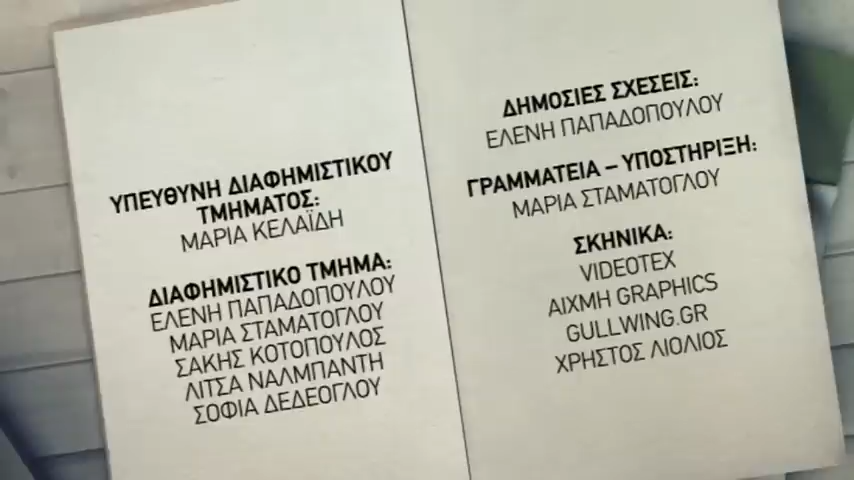 ΥΠΕΥΘΥΝΗ ΔΙΑΦΗΜΙΣΤΙΚΟΥ
ΤΜΗΜΑΤΟΣ:
ΜΑΡΙΑ ΚΕΛΑΪΔΗ
ΔΙΑΦΗΜΙΣΤΙΚΟ ΤΜΗΜΑ:
ΕΛΕΝΗ ΠΑΠΑΔΟΠΟΥΛΟΥ
ΜΑΡΙΑ ΣΤΑΜΑΤΟΓΛΟΥ
ΣΑΚΗΣ ΚΟΤΟΠΟΥΛΟΣ
ΛΙΤΣΑ ΝΑΛΜΠΑΝΤΗ
ΣΟΦΙΑ ΔΕΔΕΟΓΛΟΥ
ΔΗΜΟΣΙΕΣ ΣΧΕΣΕΙΣ:
ΕΛΕΝΗ ΠΑΠΑΔΟΠΟΥΛΟΥ
ΓΡΑΜΜΑΤΕΙΑ – ΥΠΟΣΤΗΡΙΞΗ:
ΜΑΡΙΑ ΣΤΑΜΑΤΟΓΛΟΥ
ΣΚΗΝΙΚΑ:
VIDEOTEX
ΑΙΧΜΗ GRAPHICS
GULLWING.GR
ΧΡΗΣΤΟΣ ΛΙΟΛΙΟΣ